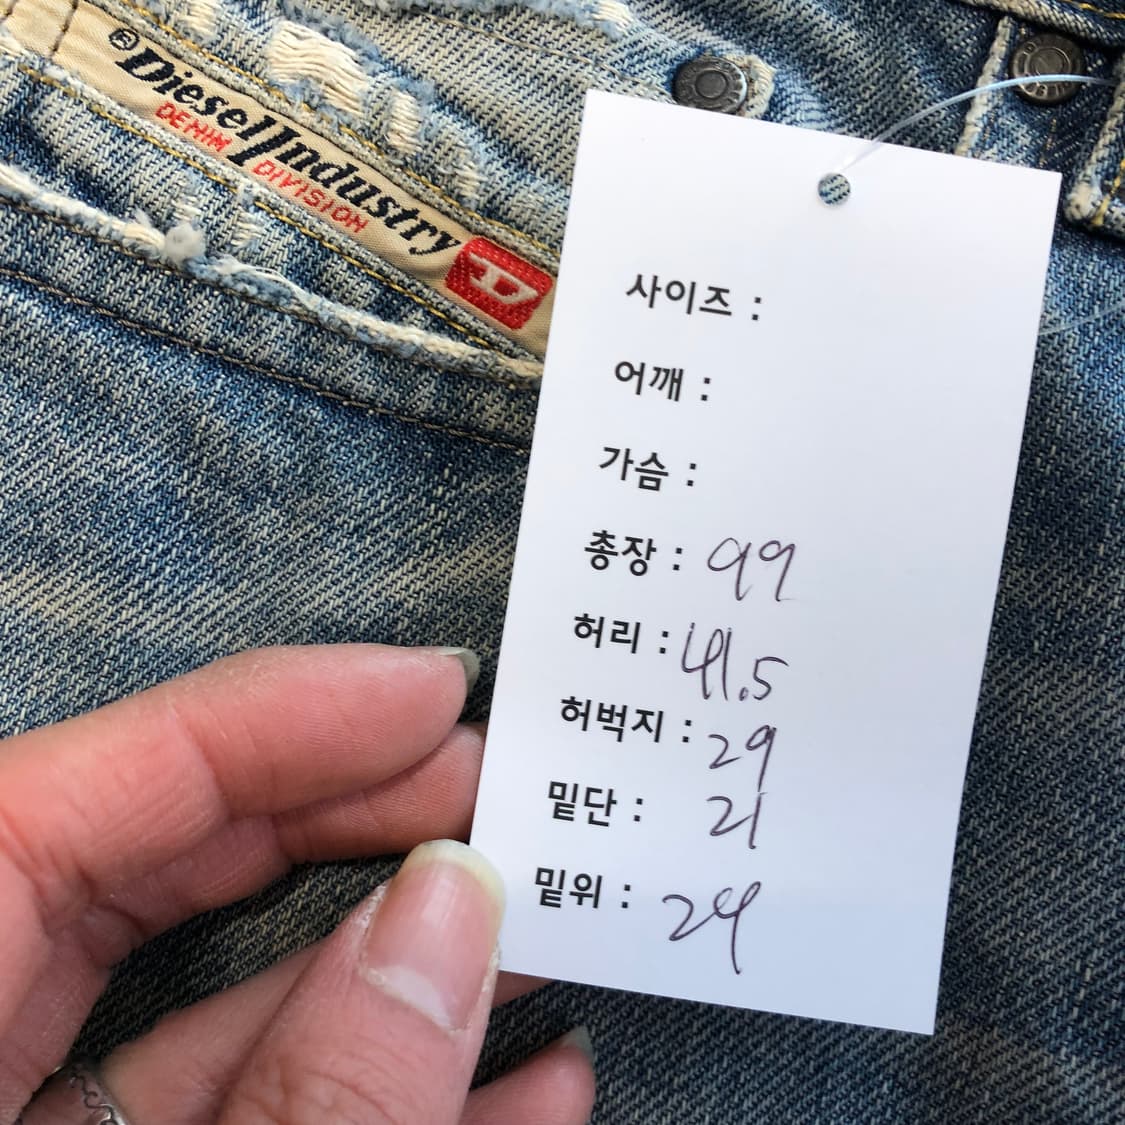 ®Diesel Industry
DENIM DIVISION
D
사이즈 :
어깨 :
가슴 :
총장 : 99
허리 : 41.5
허벅지 : 29
밑단 : 21
밑위 : 24